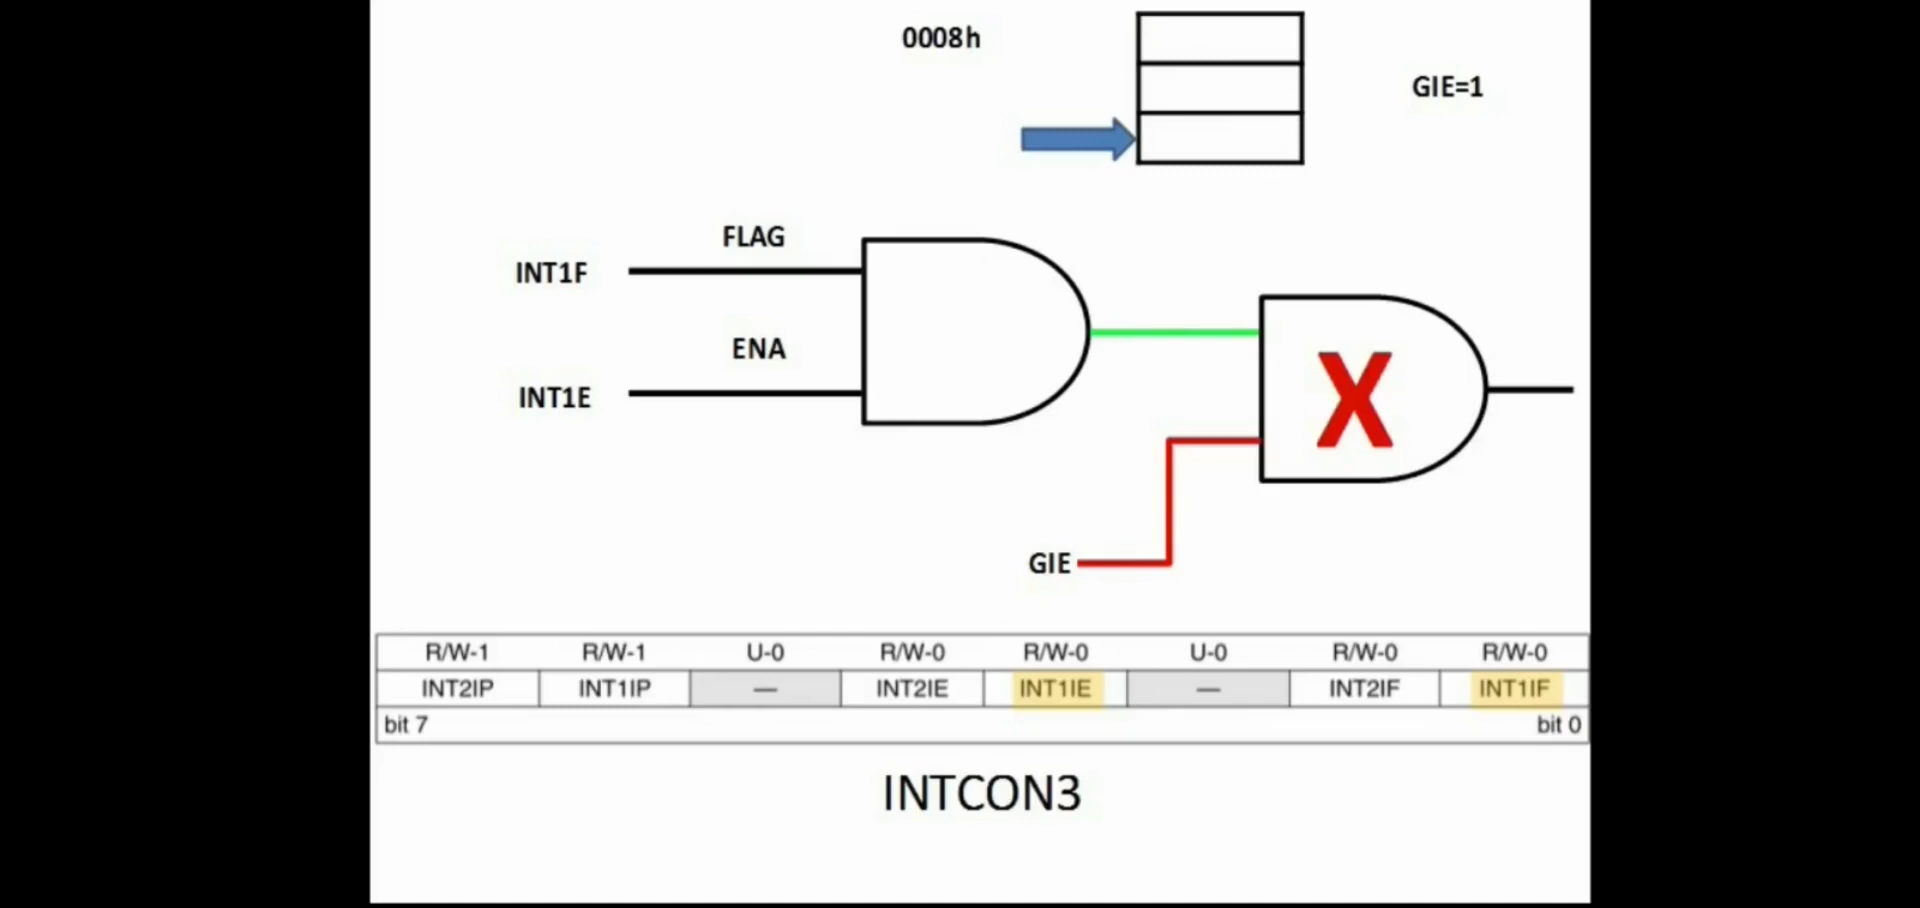 0008h
GIE=1
FLAG
INT1F
ENA
INT1E
X
GIE
R/W-1 R/W-1 U-0 R/W-0 R/W-0 U-0 R/W-0 R/W-0
INT2IP INT1IP — INT2IE INT1IE — INT2IF INT1IF
bit 7 bit 0
INTCON3